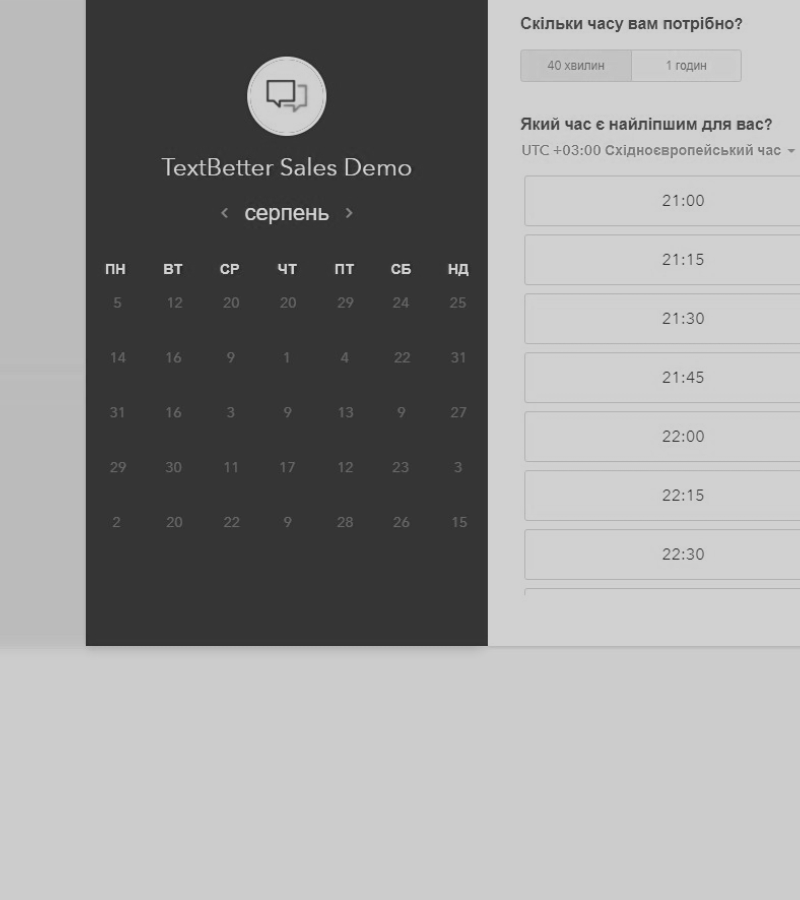 TextBetter Sales Demo
серпень
ПН ВТ СР ЧТ ПТ СБ НД
5 12 20 20 29 24 25
14 16 9 1 4 22 31
31 16 3 9 13 9 27
29 30 11 17 12 23 3
2 20 22 9 28 26 15
Скільки часу вам потрібно?
40 хвилин 1 годин
Який час є найліпшим для вас?
UTC +03:00 Східноєвропейський час
21:00
21:15
21:30
21:45
22:00
22:15
22:30